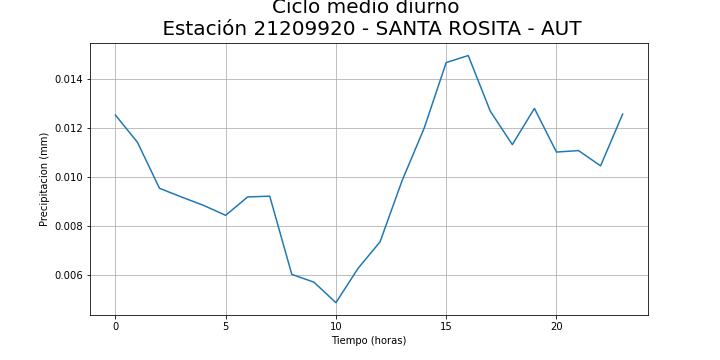 Ciclo medio diurno
Estación 21209920 - SANTA ROSITA - AUT
0.014
0.012
0.010
0.008
0.006
Precipitacion (mm)
0
5
10
15
20
Tiempo (horas)